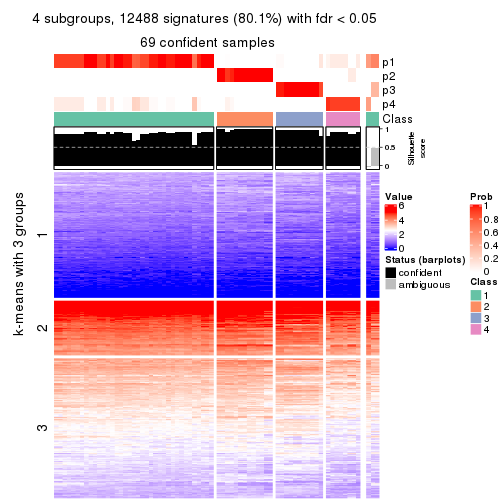 4 subgroups, 12488 signatures (80.1%) with fdr < 0.05
69 confident samples
p1
p2
p3
p4
Class
1
0.5
0
Silhouette
score
k-means with 3 groups
1
2
3
Value
6
4
2
0
Status (barplots)
confident
ambiguous
Prob
1
0.8
0.6
0.4
0.2
0
Class
1
2
3
4